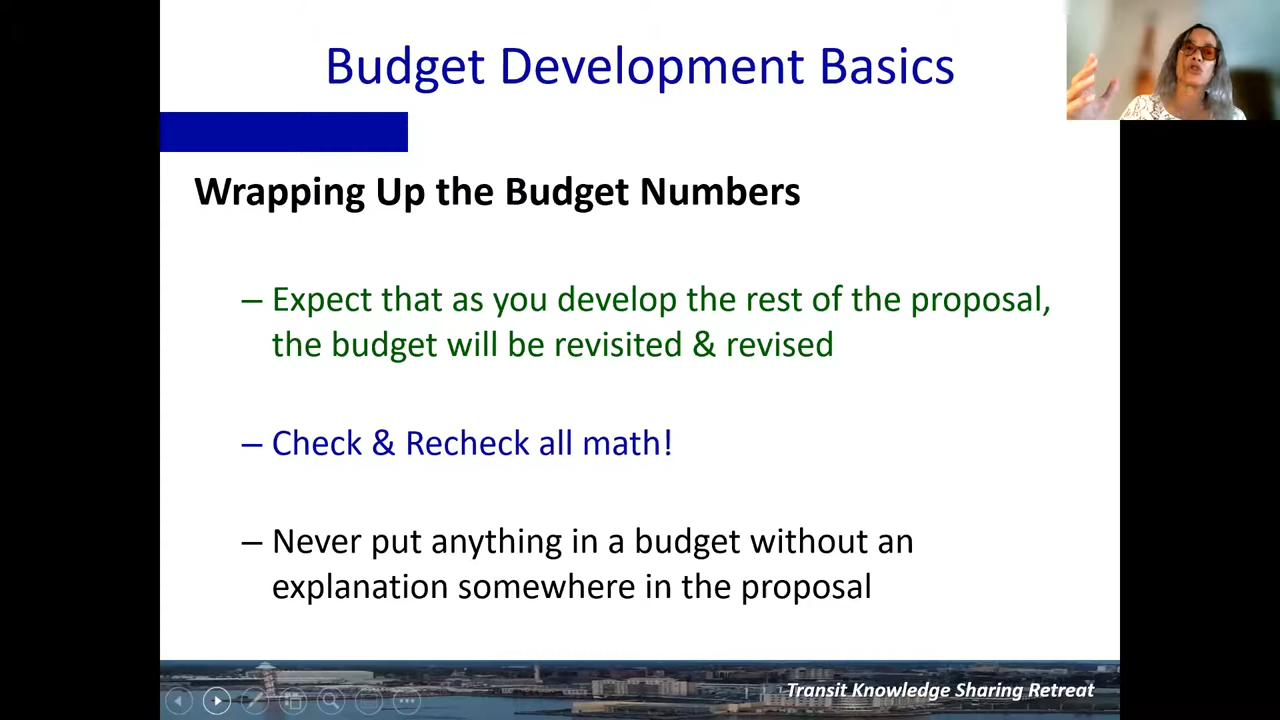 Budget Development Basics
Wrapping Up the Budget Numbers
– Expect that as you develop the rest of the proposal,
the budget will be revisited & revised
– Check & Recheck all math!
– Never put anything in a budget without an
explanation somewhere in the proposal
Transit Knowledge Sharing Retreat